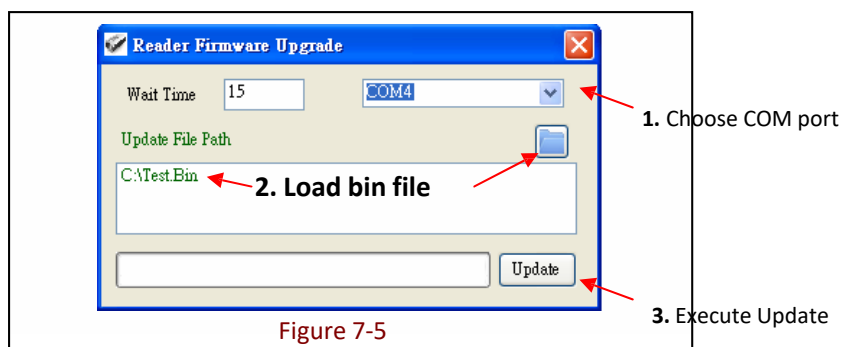 Reader Firmware Upgrade
Wait Time 15 COM4
1. Choose COM port
Update File Path
C:\Test.Bin
2. Load bin file
Update
3. Execute Update
Figure 7-5